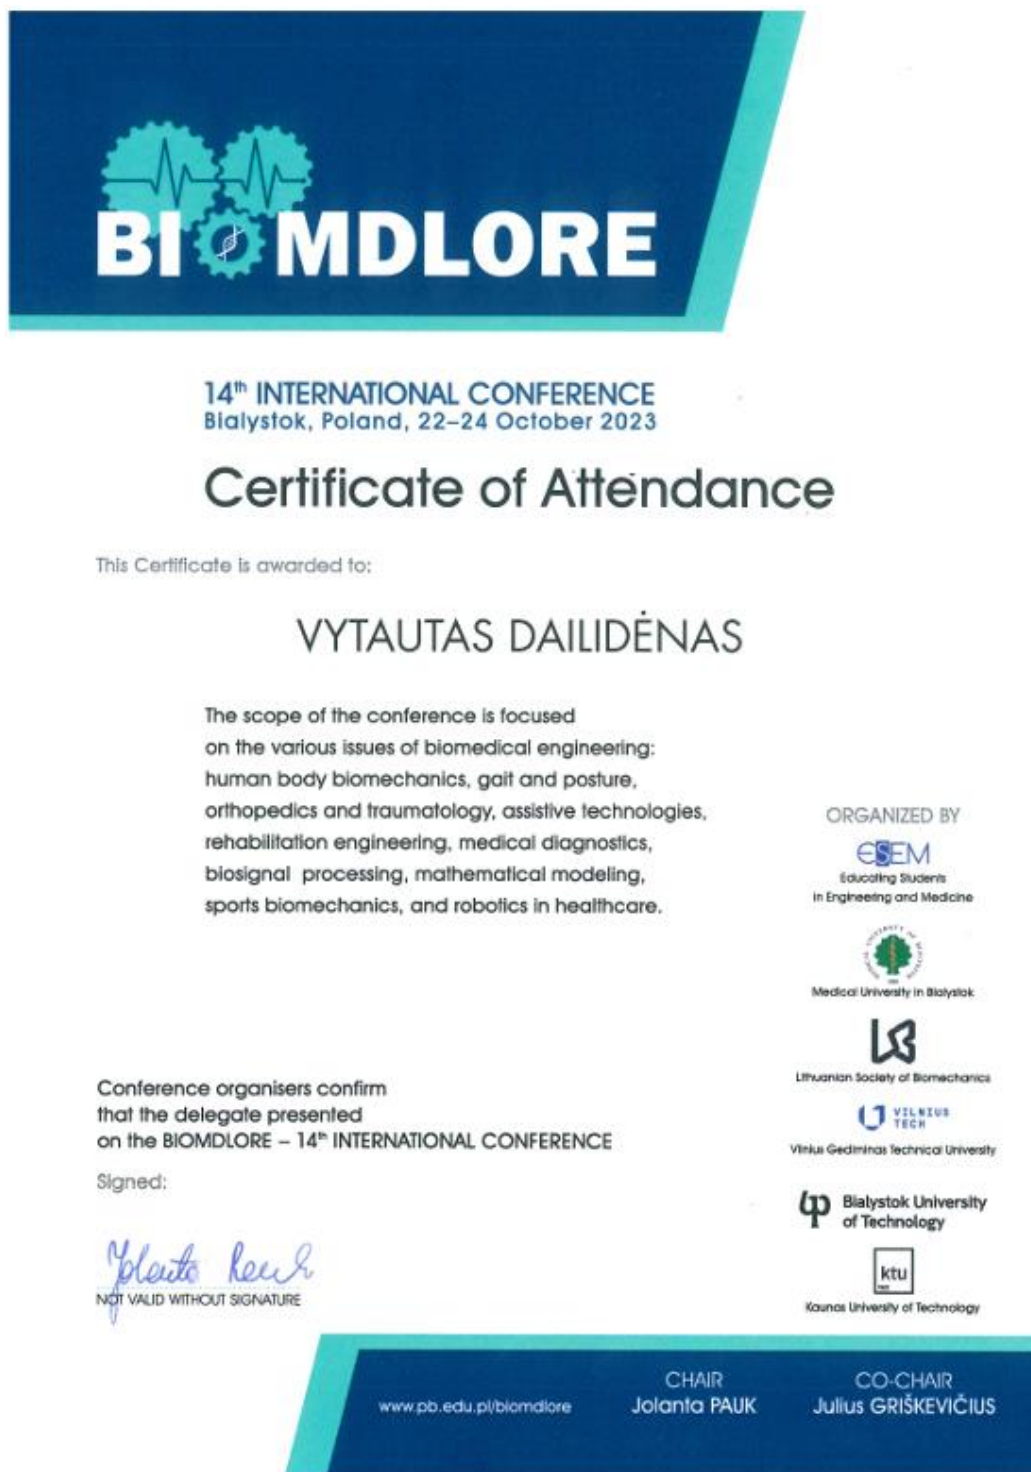 BIOMDLORE
14th INTERNATIONAL CONFERENCE
Bialystok, Poland, 22–24 October 2023
Certificate of Attendance
This Certificate is awarded to:
VYTAUTAS DAILIDĖNAS
The scope of the conference is focused
on the various issues of biomedical engineering:
human body biomechanics, gait and posture,
orthopedics and traumatology, assistive technologies,
rehabilitation engineering, medical diagnostics,
biosignal processing, mathematical modeling,
sports biomechanics, and robotics in healthcare.
ORGANIZED BY
ESEM
Educating Students
in Engineering and Medicine
Medical University in Bialystok
Lithuanian Society of Biomechanics
VILNIUS
TECH
Vilnius Gediminas Technical University
Bialystok University
of Technology
ktu
Kaunas University of Technology
Conference organisers confirm
that the delegate presented
on the BIOMDLORE – 14th INTERNATIONAL CONFERENCE
Signed:
NOT VALID WITHOUT SIGNATURE
www.pb.edu.pl/biomdlore
CHAIR
Jolanta PAUK
CO-CHAIR
Julius GRIŠKEVIČIUS